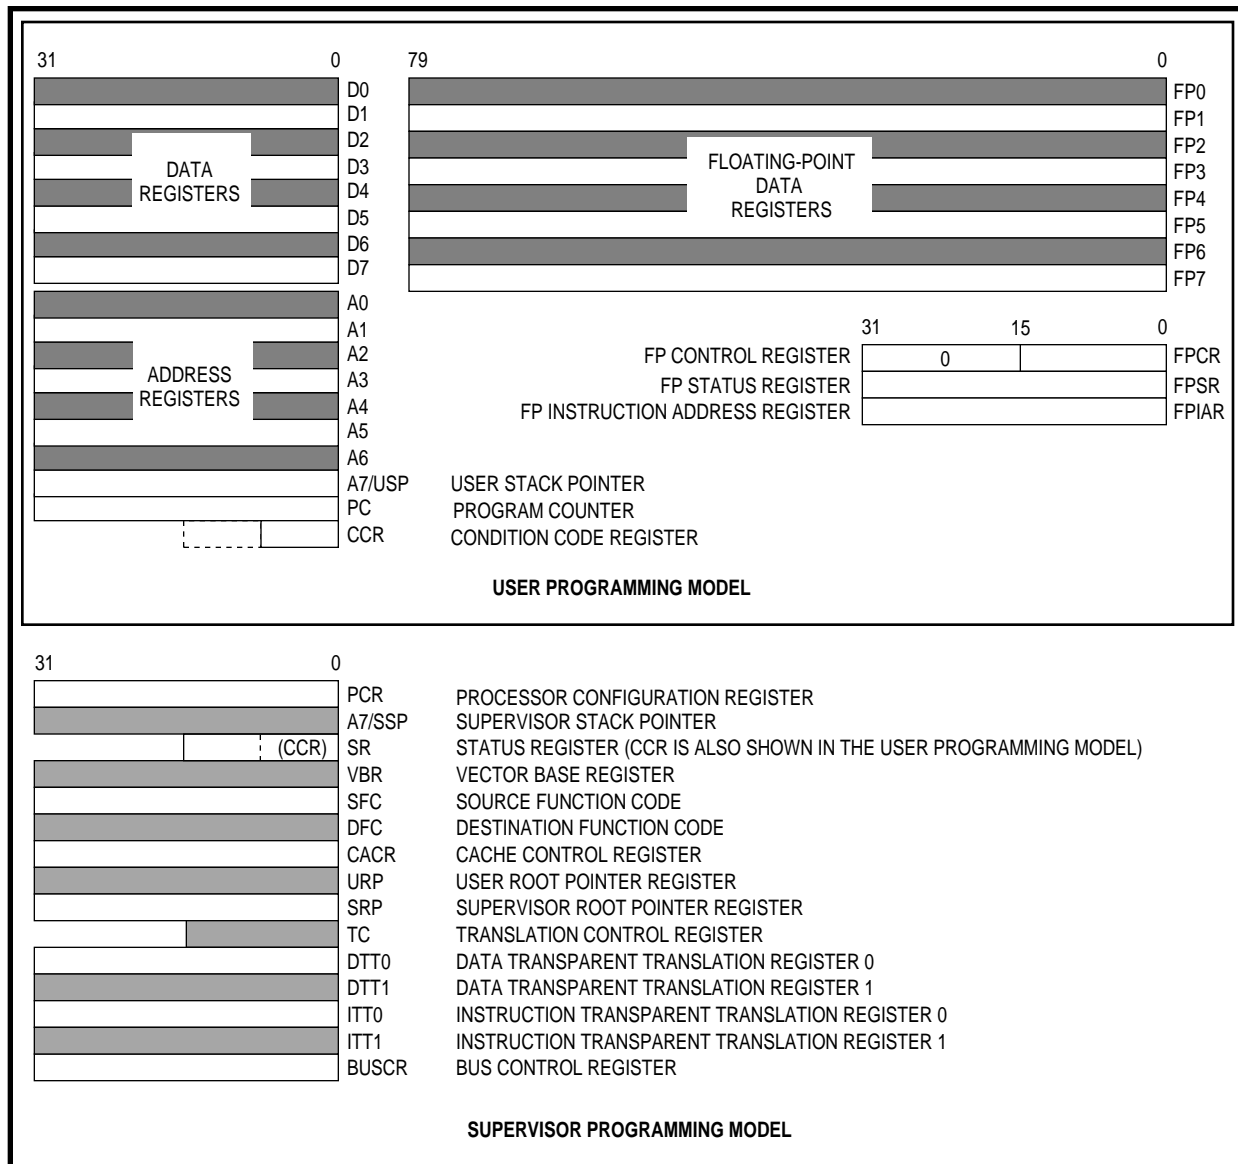 31 0 79 0
D0
D1
D2
D3
D4
D5
D6
D7
DATA
REGISTERS
FP0
FP1
FP2
FP3
FP4
FP5
FP6
FP7
FLOATING-POINT
DATA
REGISTERS
A0
A1
A2
A3
A4
A5
A6
ADDRESS
REGISTERS
31 15 0
FP CONTROL REGISTER 0 FPCR
FP STATUS REGISTER FPSR
FP INSTRUCTION ADDRESS REGISTER FPIAR
A7/USP USER STACK POINTER
PC PROGRAM COUNTER
CCR CONDITION CODE REGISTER
USER PROGRAMMING MODEL
31 0
PCR PROCESSOR CONFIGURATION REGISTER
A7/SSP SUPERVISOR STACK POINTER
(CCR) SR STATUS REGISTER (CCR IS ALSO SHOWN IN THE USER PROGRAMMING MODEL)
VBR VECTOR BASE REGISTER
SFC SOURCE FUNCTION CODE
DFC DESTINATION FUNCTION CODE
CACR CACHE CONTROL REGISTER
URP USER ROOT POINTER REGISTER
SRP SUPERVISOR ROOT POINTER REGISTER
TC TRANSLATION CONTROL REGISTER
DTT0 DATA TRANSPARENT TRANSLATION REGISTER 0
DTT1 DATA TRANSPARENT TRANSLATION REGISTER 1
ITT0 INSTRUCTION TRANSPARENT TRANSLATION REGISTER 0
ITT1 INSTRUCTION TRANSPARENT TRANSLATION REGISTER 1
BUSCR BUS CONTROL REGISTER
SUPERVISOR PROGRAMMING MODEL